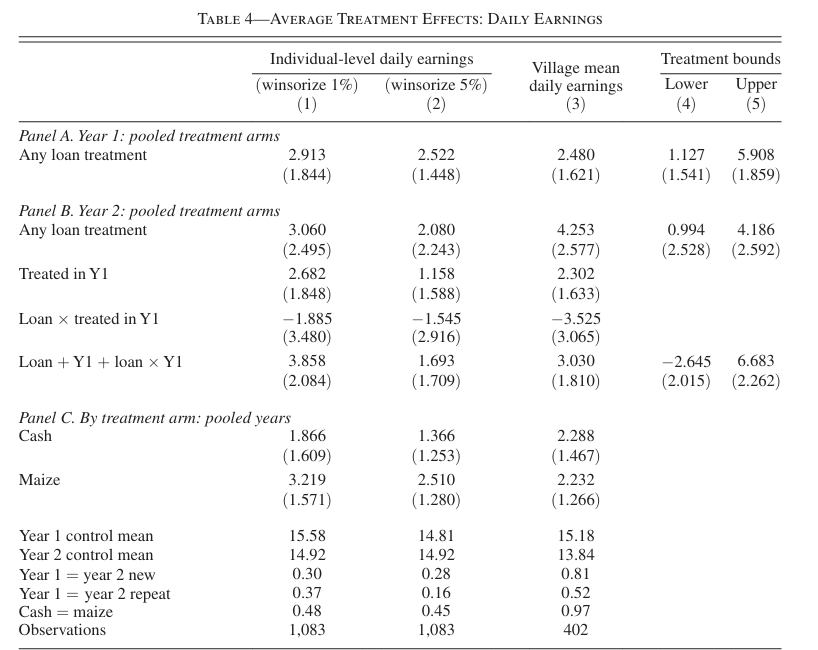 Table 4—Average Treatment Effects: Daily Earnings
Individual-level daily earnings Village mean daily earnings Treatment bounds
(winsorize 1%) (winsorize 5%) Lower Upper
(1) (2) (3) (4) (5)
Panel A. Year 1: pooled treatment arms
Any loan treatment 2.913 2.522 2.480 1.127 5.908
(1.844) (1.448) (1.621) (1.541) (1.859)
Panel B. Year 2: pooled treatment arms
Any loan treatment 3.060 2.080 4.253 0.994 4.186
(2.495) (2.243) (2.577) (2.528) (2.592)
Treated in Y1 2.682 1.158 2.302
(1.848) (1.588) (1.633)
Loan × treated in Y1 −1.885 −1.545 −3.525
(3.480) (2.916) (3.065)
Loan + Y1 + loan × Y1 3.858 1.693 3.030 −2.645 6.683
(2.084) (1.709) (1.810) (2.015) (2.262)
Panel C. By treatment arm: pooled years
Cash 1.866 1.366 2.288
(1.609) (1.253) (1.467)
Maize 3.219 2.510 2.232
(1.571) (1.280) (1.266)
Year 1 control mean 15.58 14.81 15.18
Year 2 control mean 14.92 14.92 13.84
Year 1 = year 2 new 0.30 0.28 0.81
Year 1 = year 2 repeat 0.37 0.16 0.52
Cash = maize 0.48 0.45 0.97
Observations 1,083 1,083 402